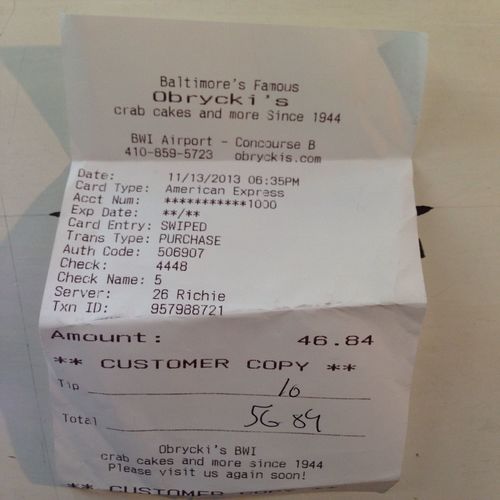 Baltimore's Famous
Obrycki's
crab cakes and more Since 1944
BWI Airport - Concourse B
410-859-5723 obryckis.com
Date: 11/13/2013 06:35PM
Card Type: American Express
Acct Num: ***********1000
Exp Date: **/**
Card Entry: SWIPED
Trans Type: PURCHASE
Auth Code: 506907
Check: 4448
Check Name: 5
Server: 26 Richie
Txn ID: 957988721
Amount: 46.84
** CUSTOMER COPY **
Tip 10
Total 56 84
Obrycki's BWI
crab cakes and more since 1944
Please visit us again soon!
** CUSTOMER COPY **